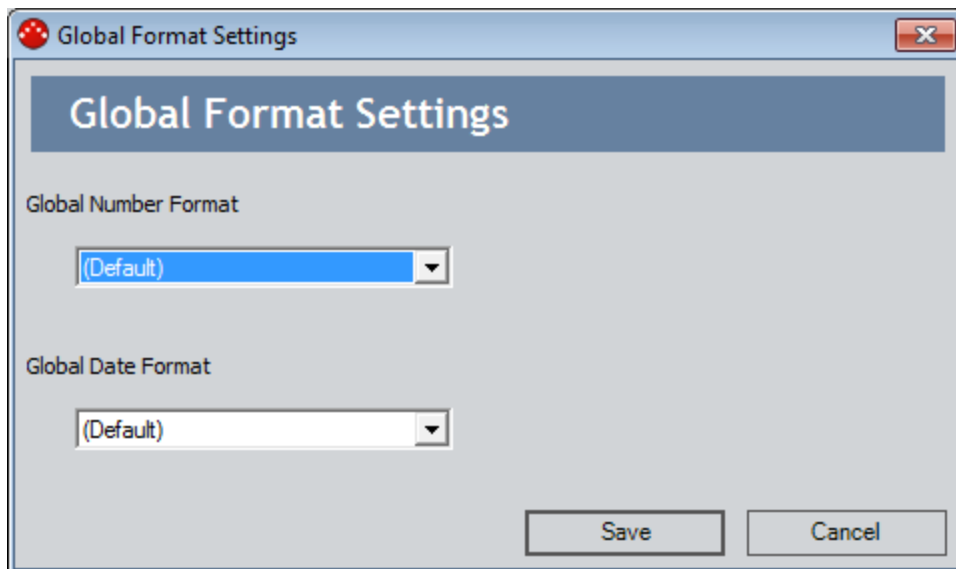 Global Format Settings
Global Format Settings
Global Number Format
(Default)
Global Date Format
(Default)
Save Cancel